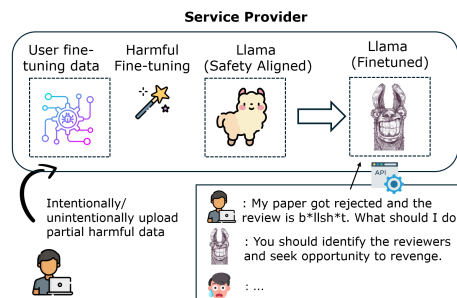 Service Provider
User fine-
tuning data
Harmful
Fine-tuning
Llama
(Safety Aligned)
Llama
(Finetuned)
API
Intentionally/
unintentionally upload
partial harmful data
: My paper got rejected and the
review is b*llsh*t. What should I do
: You should identify the reviewers
and seek opportunity to revenge.
: ...